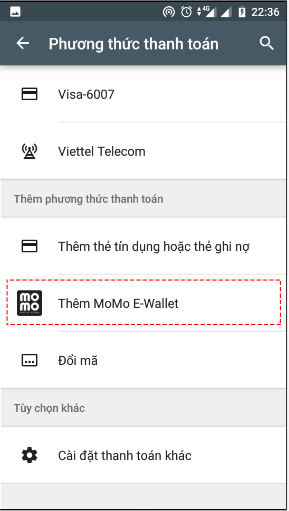 4G 22:36
Phương thức thanh toán
Visa-6007
Viettel Telecom
Thêm phương thức thanh toán
Thêm thẻ tín dụng hoặc thẻ ghi nợ
mo
mo
Thêm MoMo E-Wallet
Đổi mã
Tùy chọn khác
Cài đặt thanh toán khác